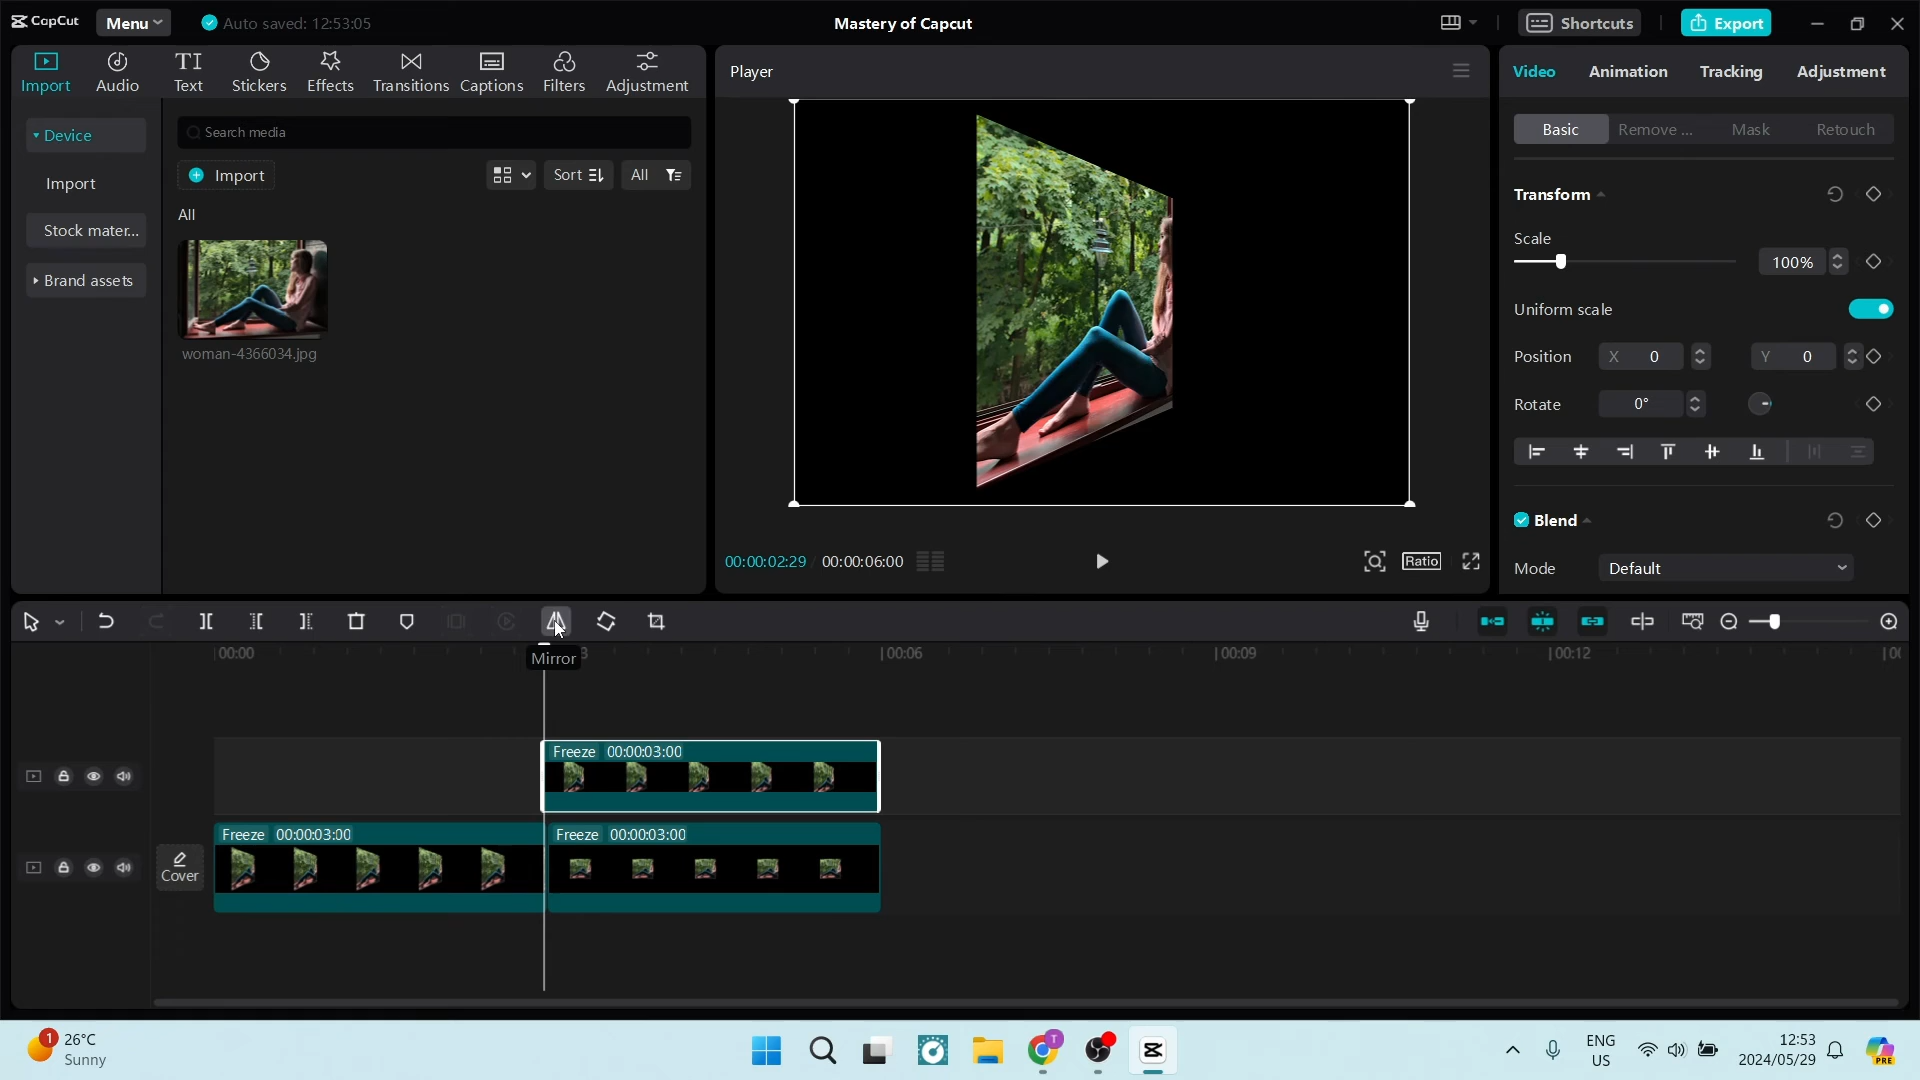 CapCut Menu Auto saved: 12:53:05 Mastery of Capcut Shortcuts Export
Import Audio Text Stickers Effects Transitions Captions Filters Adjustment
Player
Video Animation Tracking Adjustment
Device
Import
Stock mater...
Brand assets
Search media
Import Sort All
All
woman-4366034.jpg
00:00:02:29 00:00:06:00 Ratio
Basic Remove ... Mask Retouch
Transform
Scale
100%
Uniform scale
Position X 0 Y 0
Rotate 0°
Blend
Mode Default
Mirror
00:00 00:06 00:09 00:12
Freeze 00:00:03:00
Cover
Freeze 00:00:03:00 Freeze 00:00:03:00
1 26°C
Sunny
T
ENG
US
12:53
2024/05/29
PRE